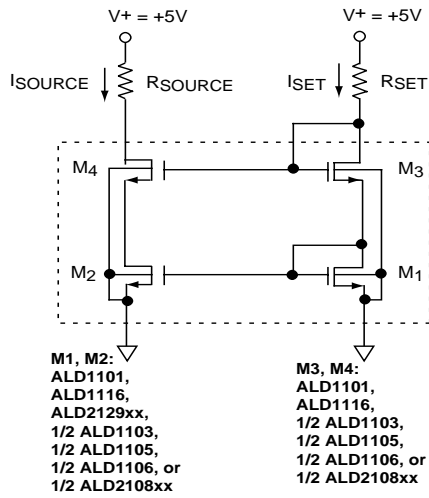 V+ = +5V
V+ = +5V
ISOURCE
RSOURCE
ISET
RSET
M4
M3
M2
M1
M1, M2:
ALD1101,
ALD1116,
ALD2129xx,
1/2 ALD1103,
1/2 ALD1105,
1/2 ALD1106, or
1/2 ALD2108xx
M3, M4:
ALD1101,
ALD1116,
1/2 ALD1103,
1/2 ALD1105,
1/2 ALD1106, or
1/2 ALD2108xx